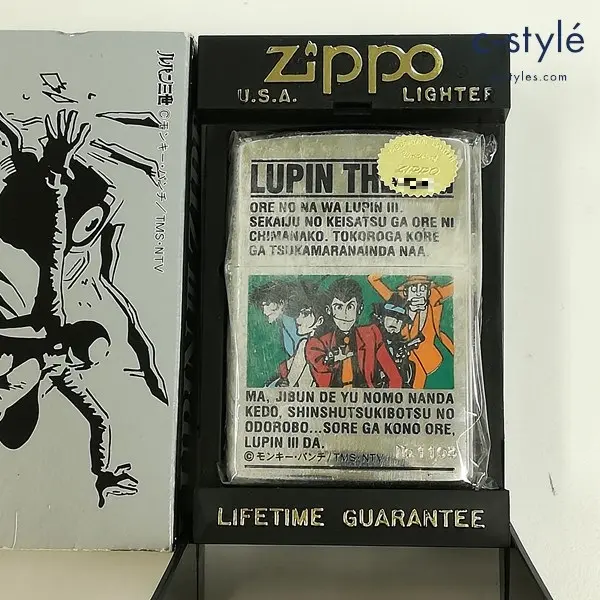 c-stylé
styles.com
zippo
U.S.A. LIGHTER
ルパン三世
©モンキー・パンチ/TMS・NTV
ZIPPO
LUPIN
ORE NO NA WA LUPIN III.
SEKAIJU NO KEISATSU GA ORE NI
CHIMANAKO. TOKOROGA KORE
GA TSUKAMARANAINDA NAA.
MA, JIBUN DE YU NOMO NANDA
KEDO, SHINSHUTSUKIBOTSU NO
ODOROBO...SORE GA KONO ORE,
LUPIN III DA.
©モンキー・パンチ/TMS・NTV
LIFETIME GUARANTEE